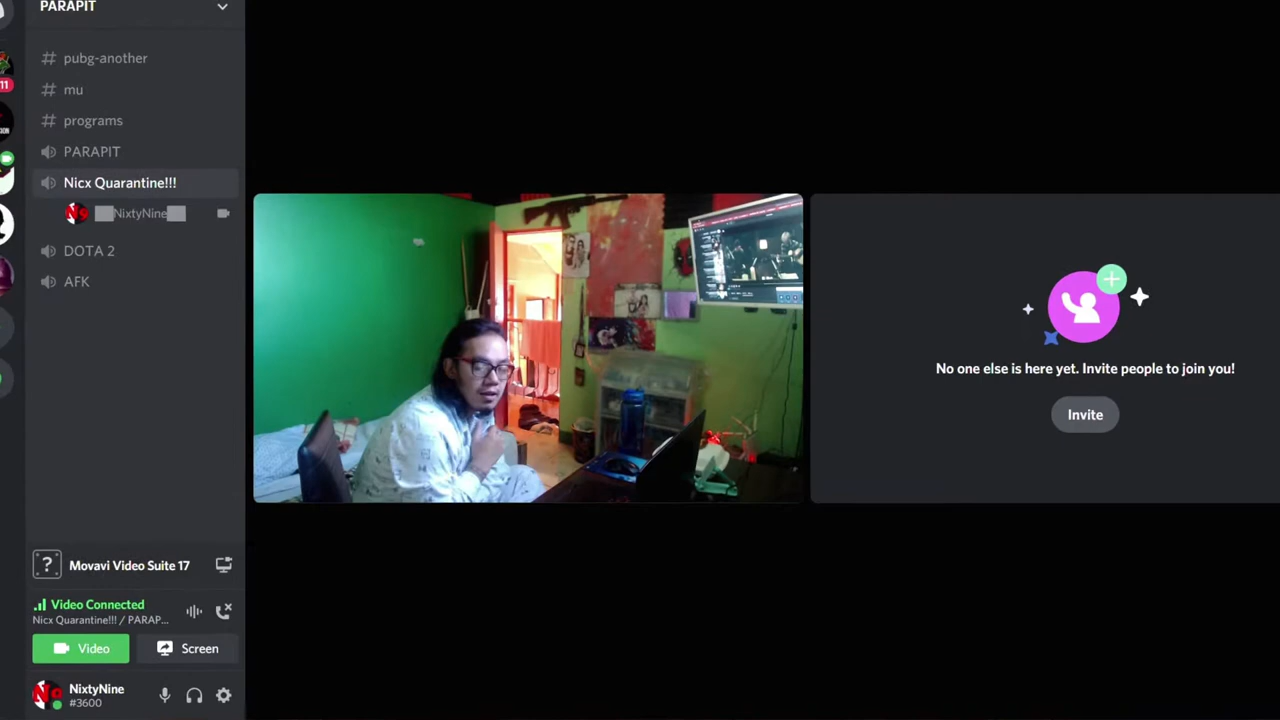 PARAPIT
pubg-another
11
mu
programs
PARAPIT
Nicx Quarantine!!!
NixtyNine
DOTA 2
AFK
No one else is here yet. Invite people to join you!
Invite
? Movavi Video Suite 17
Video Connected
Nicx Quarantine!!! / PARAP...
Video Screen
NixtyNine
#3600